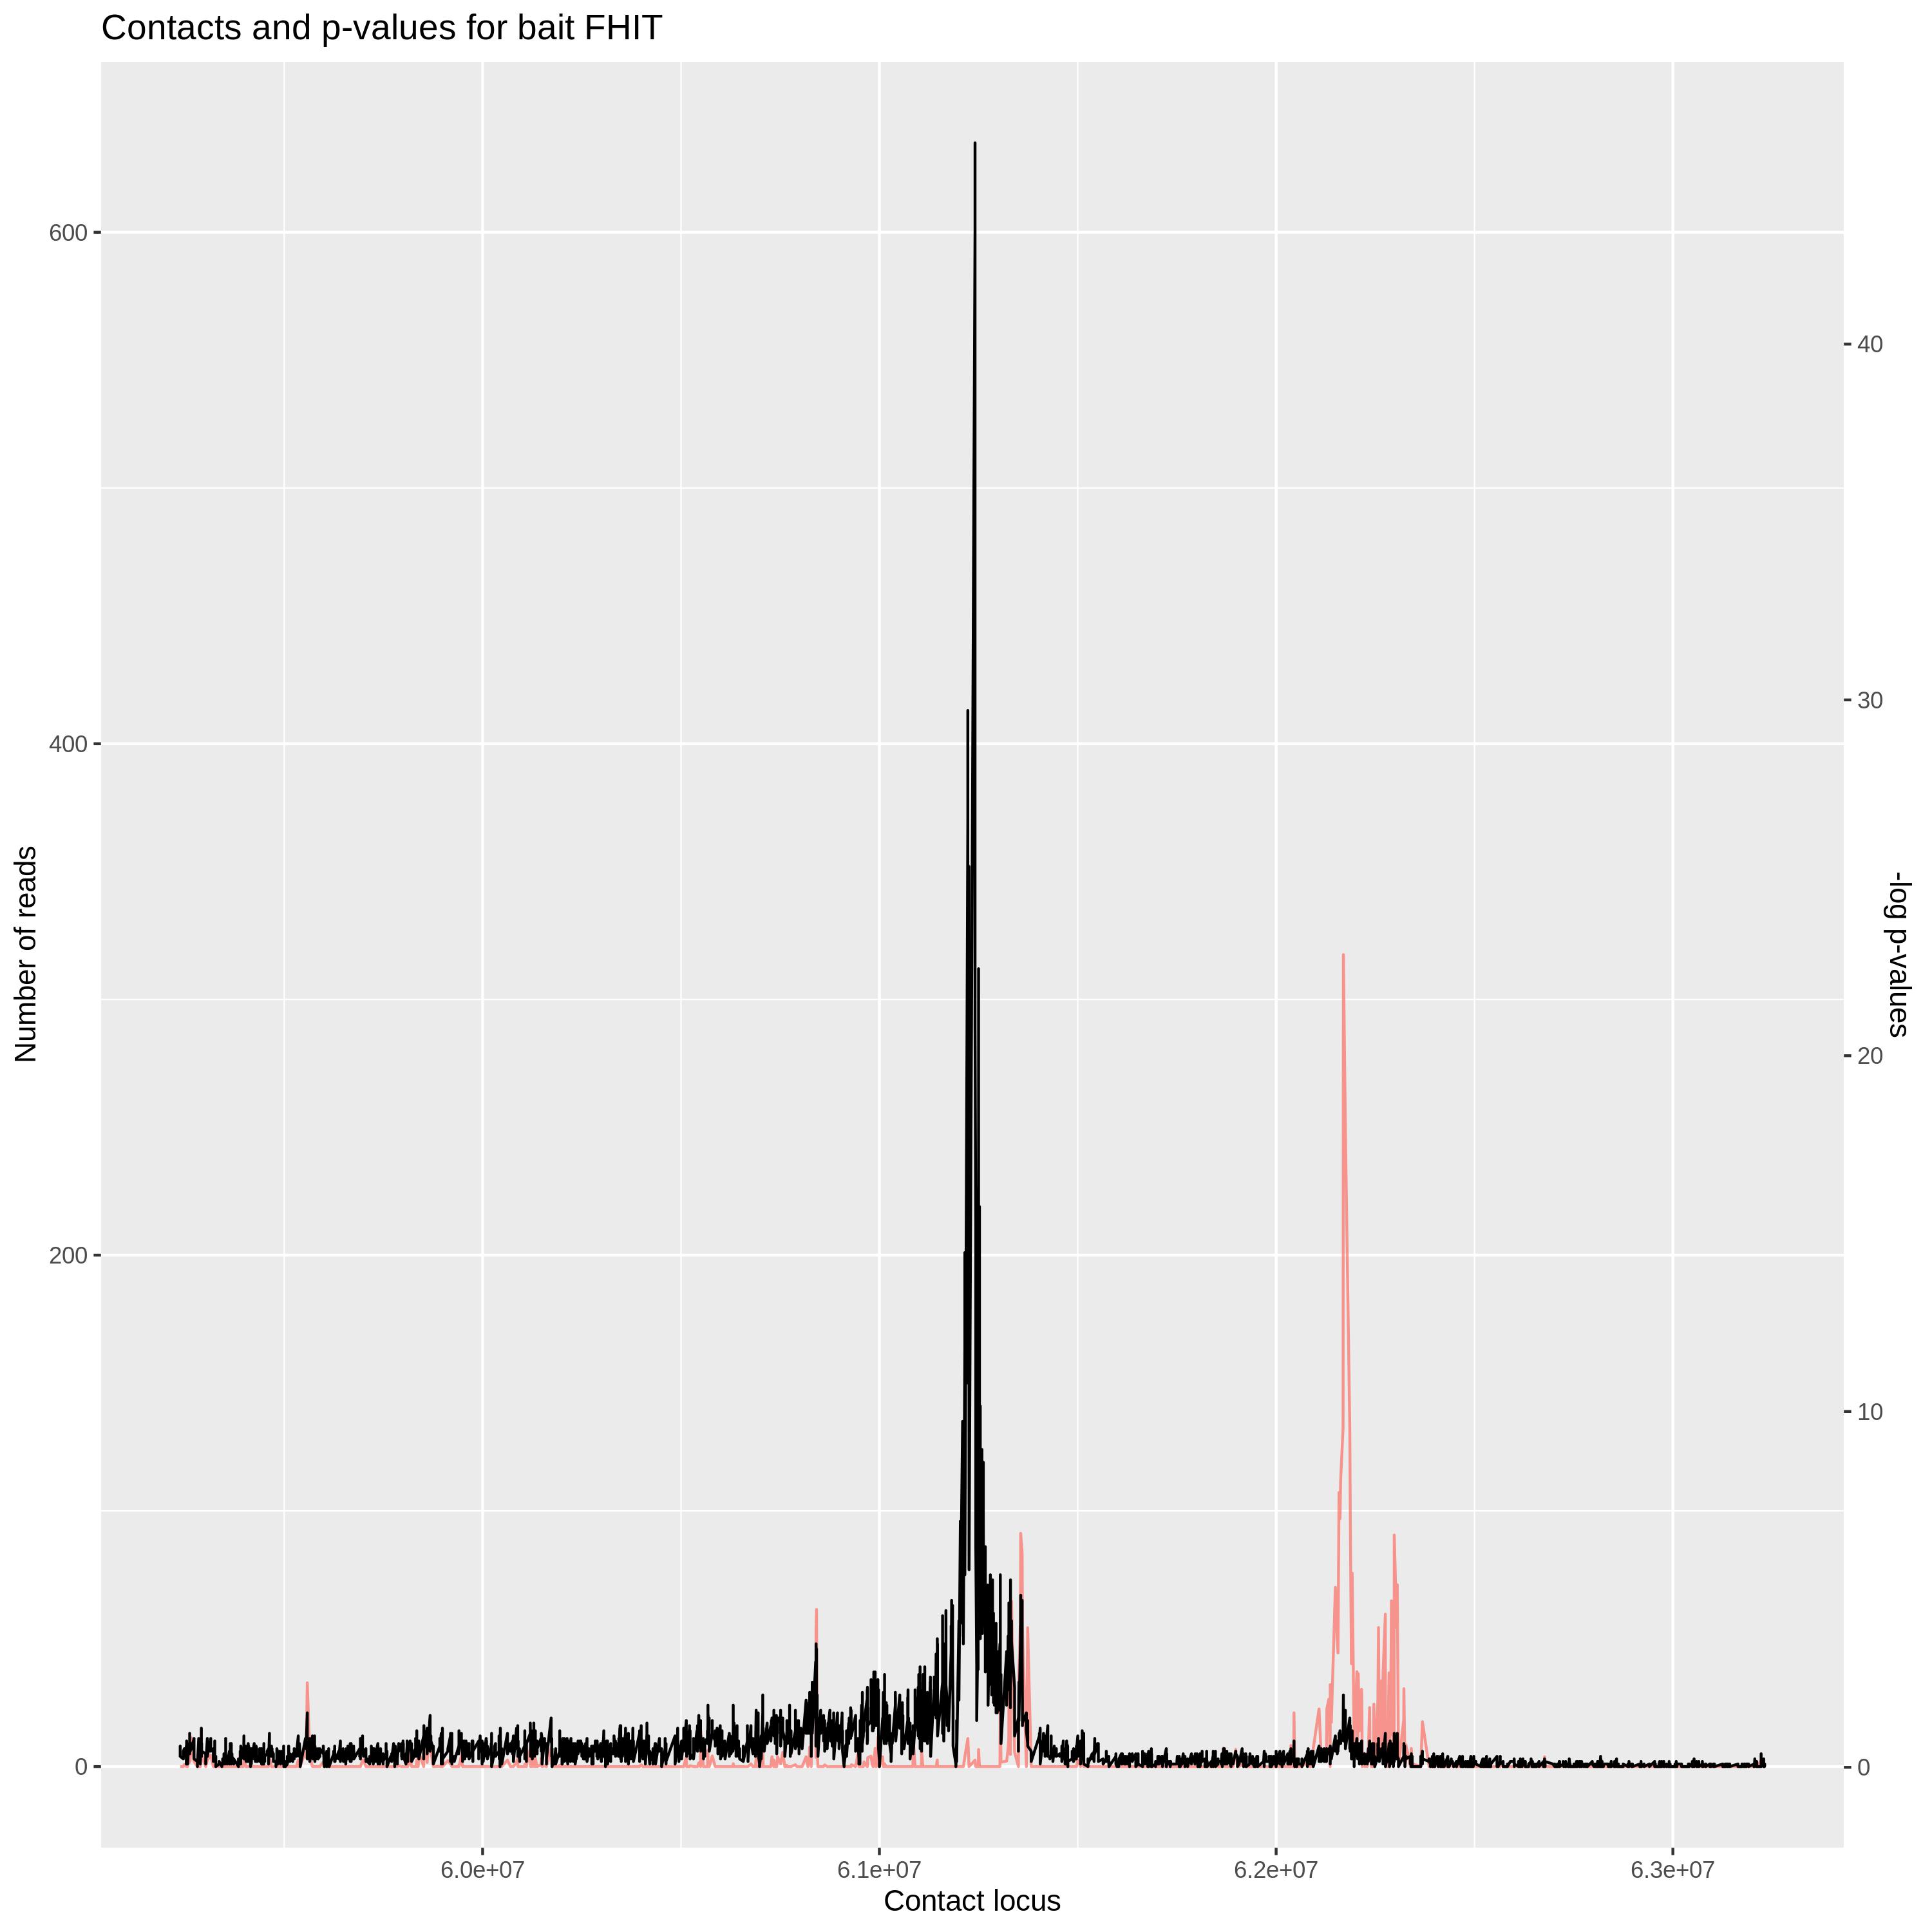 Contacts and p-values for bait FHIT
Number of reads
600
400
200
0
-log p-values
40
30
20
10
0
6.0e+07
6.1e+07
6.2e+07
6.3e+07
Contact locus